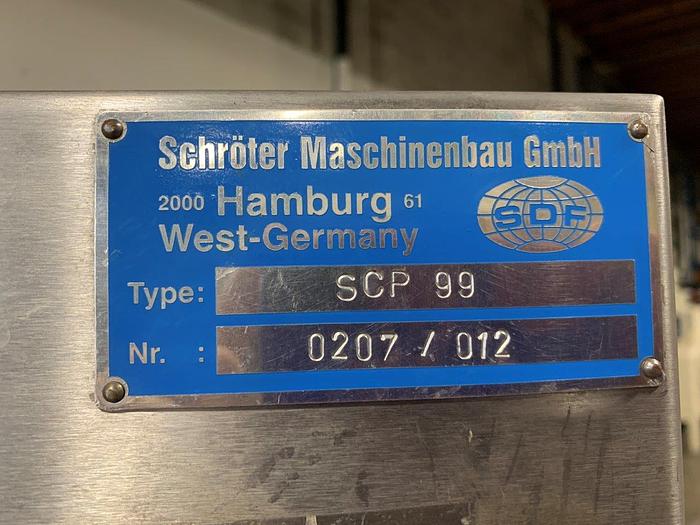 Schröter Maschinenbau GmbH
2000 Hamburg 61
West-Germany
SDF
Type: SCP 99
Nr. : 0207 / 012